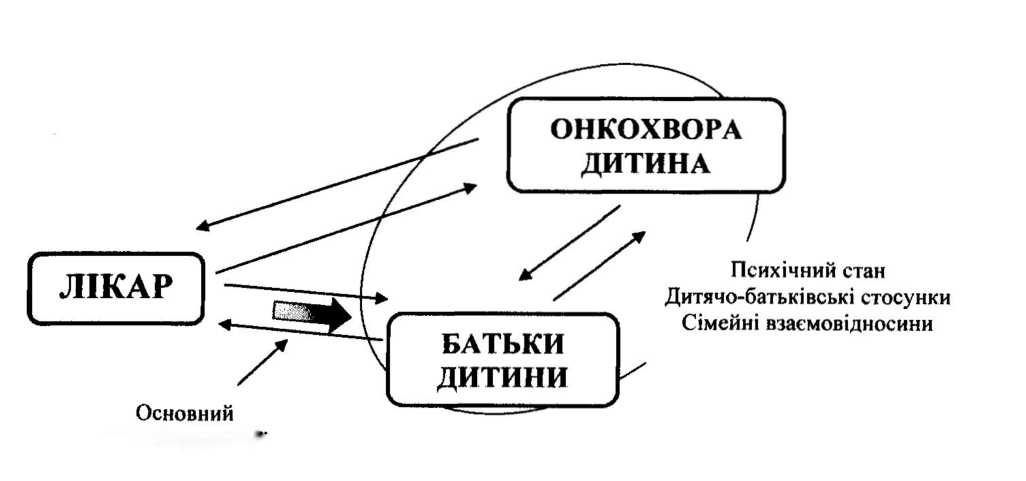 ОНКОХВОРА
ДИТИНА
ЛІКАР
Психічний стан
Дитячо-батьківські стосунки
Сімейні взаємовідносини
БАТЬКИ
ДИТИНИ
Основний